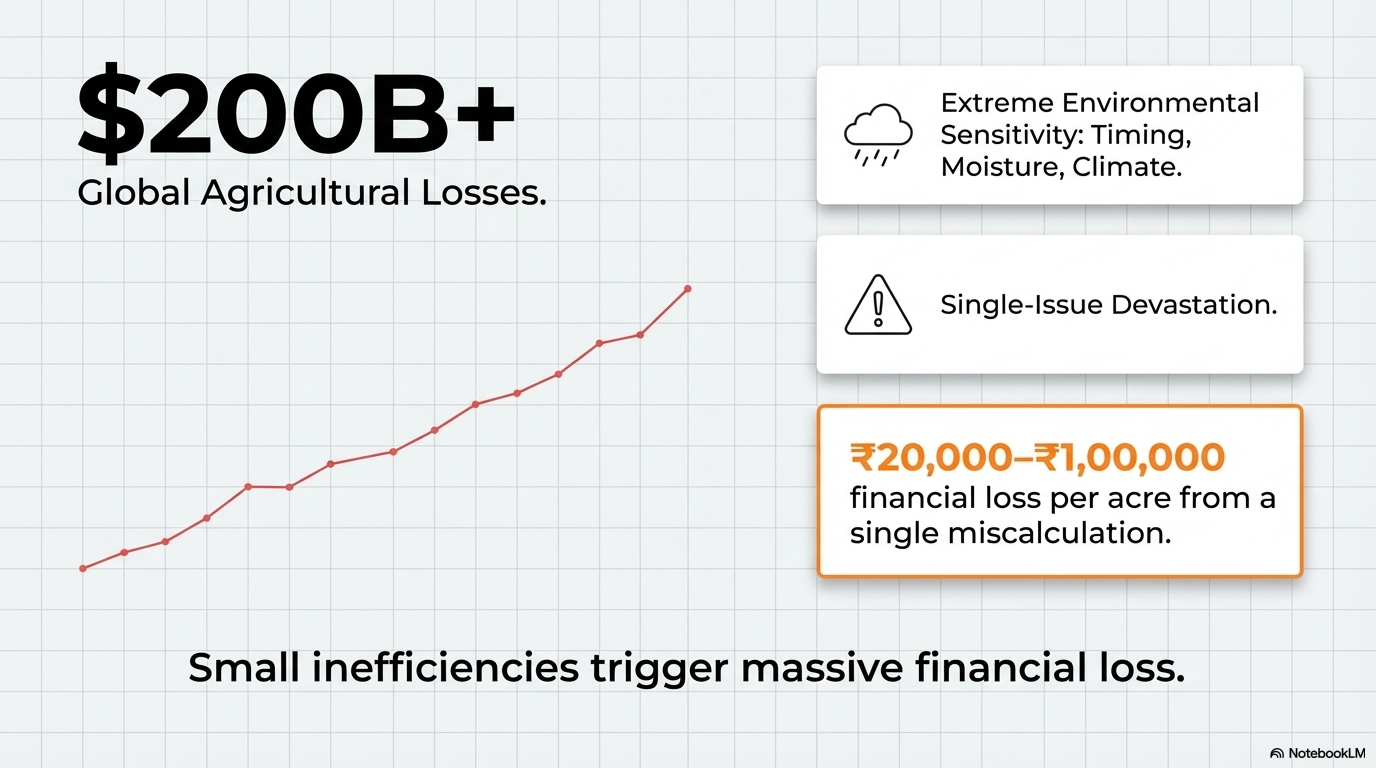 $200B+
Global Agricultural Losses.
Extreme Environmental
Sensitivity: Timing,
Moisture, Climate.
Single-Issue Devastation.
₹20,000–₹1,00,000
financial loss per acre from a
single miscalculation.
Small inefficiencies trigger massive financial loss.
NotebookLM